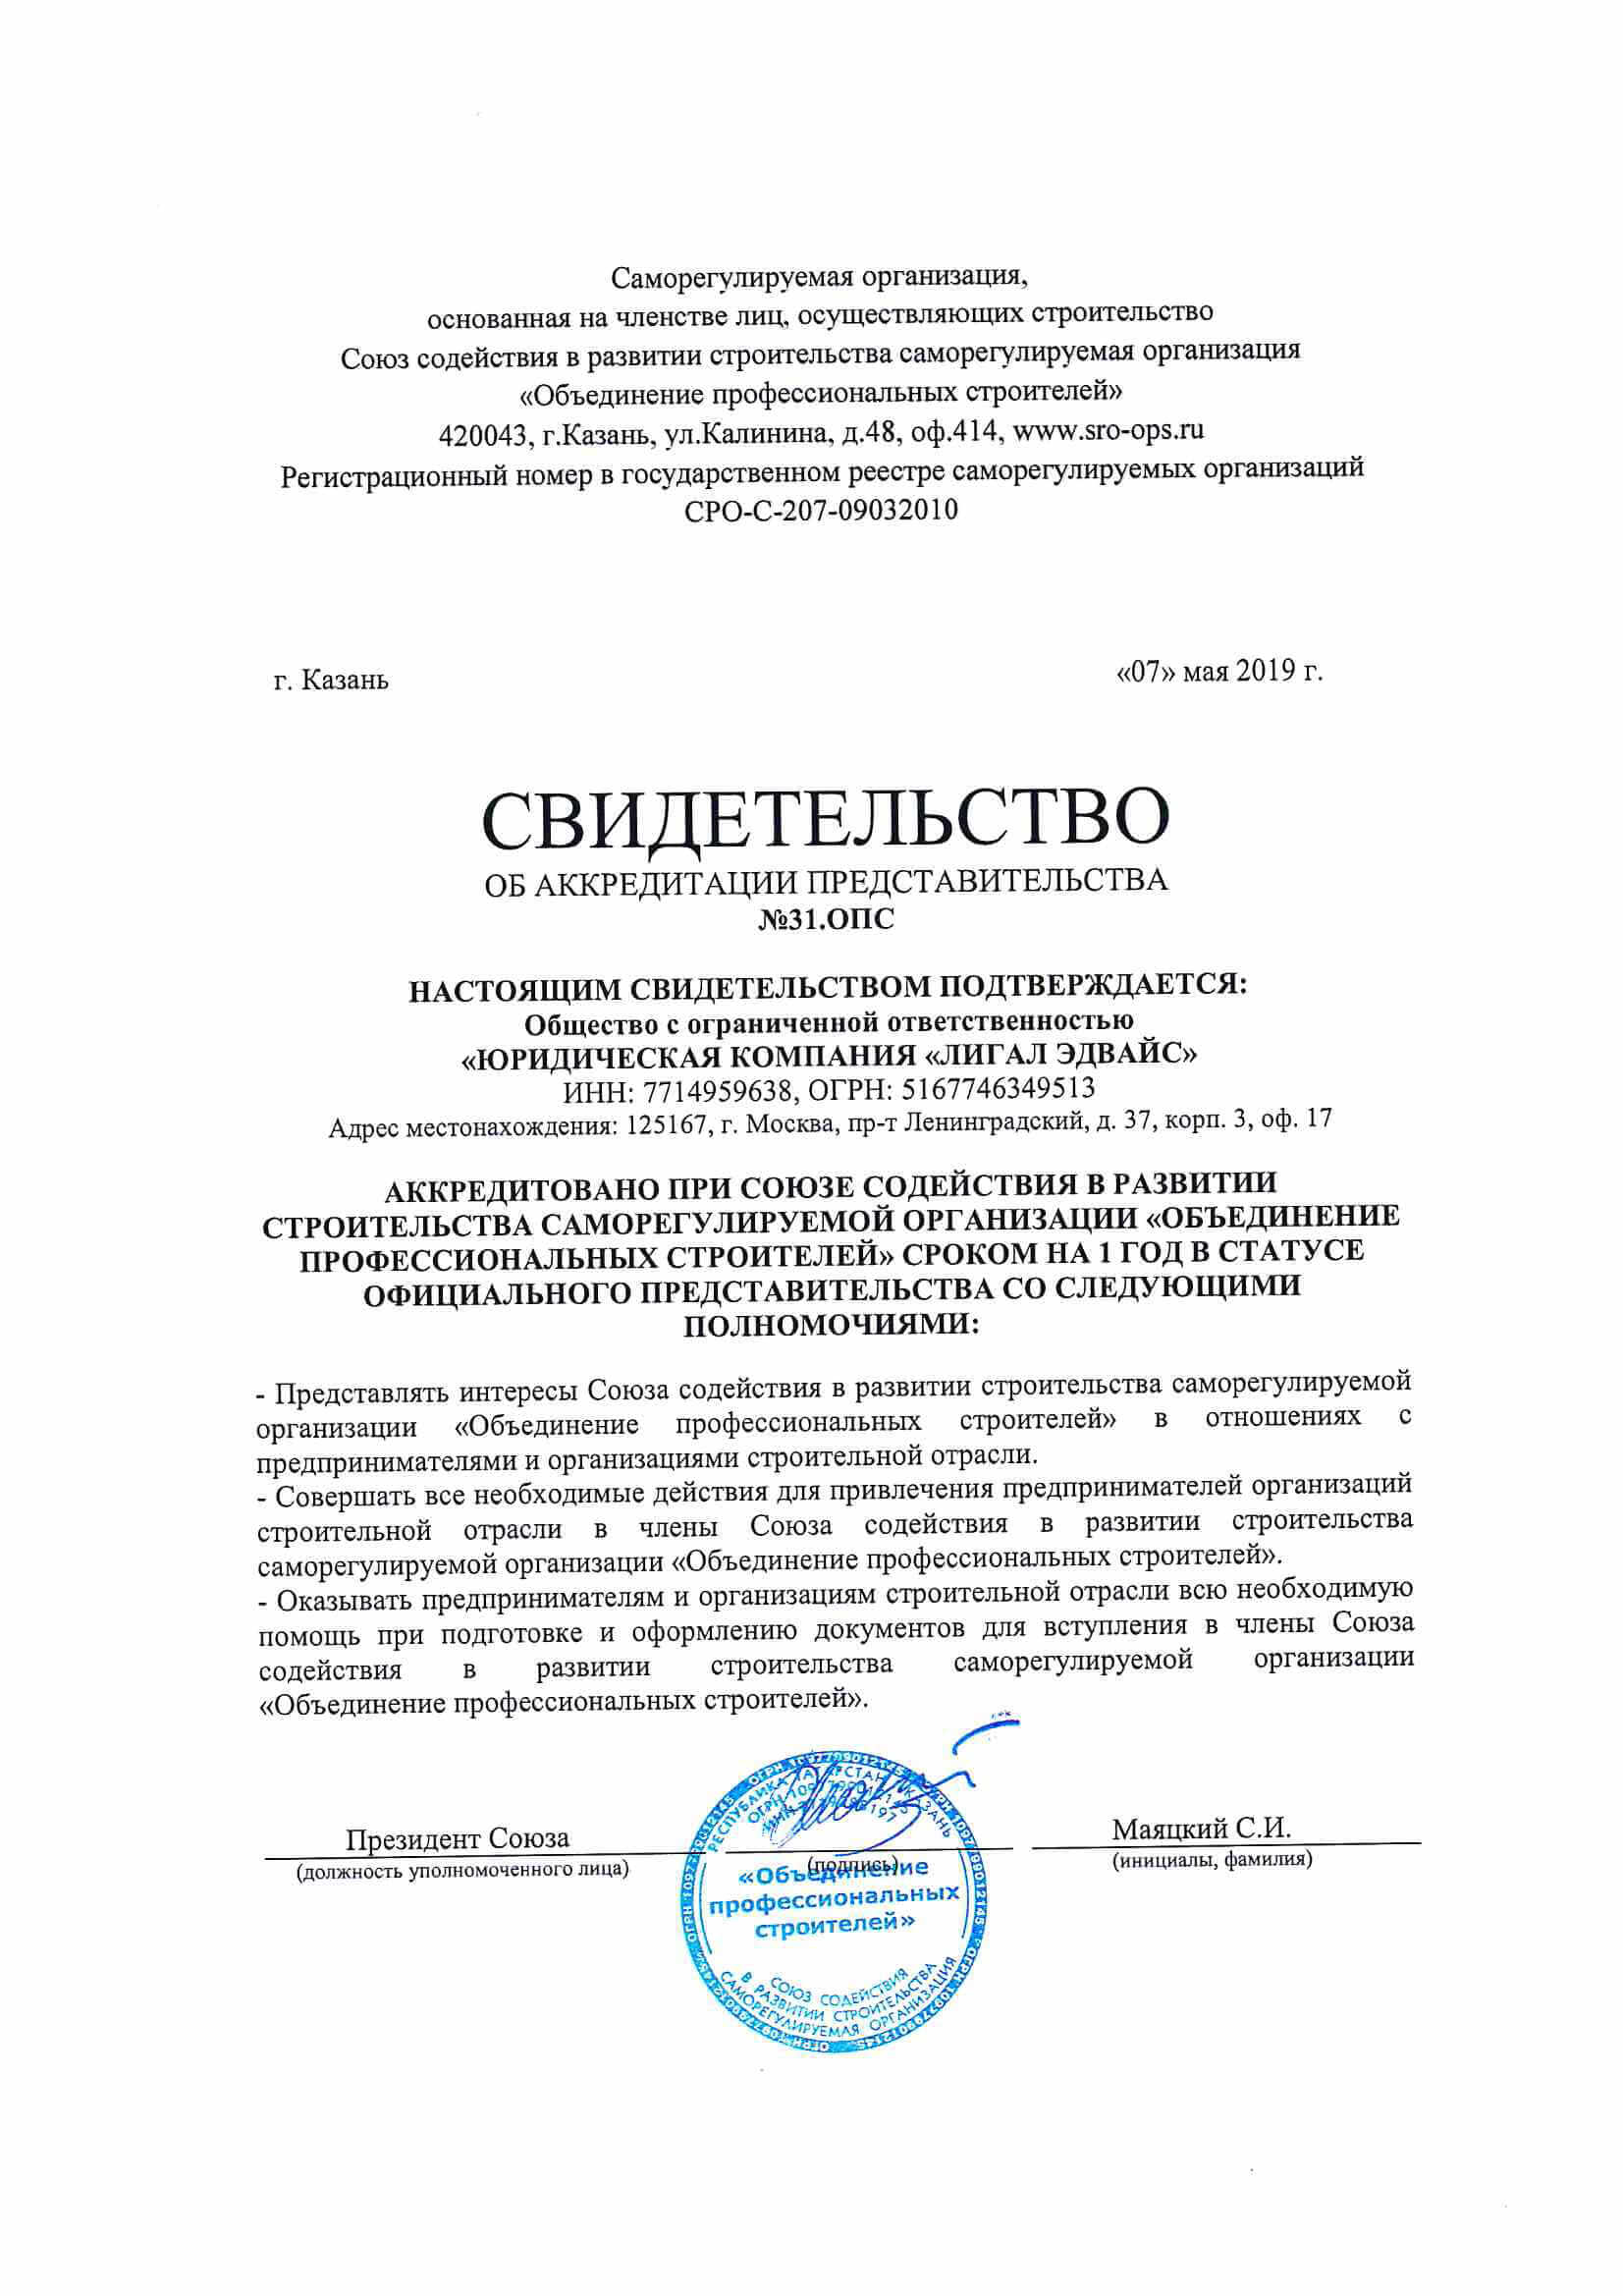 Саморегулируемая организация,
основанная на членстве лиц, осуществляющих строительство
Союз содействия в развитии строительства саморегулируемая организация
«Объединение профессиональных строителей»
420043, г.Казань, ул.Калинина, д.48, оф.414, www.sro-ops.ru
Регистрационный номер в государственном реестре саморегулируемых организаций
СРО-С-207-09032010
г. Казань
«07» мая 2019 г.
СВИДЕТЕЛЬСТВО
ОБ АККРЕДИТАЦИИ ПРЕДСТАВИТЕЛЬСТВА
№31.ОПС
НАСТОЯЩИМ СВИДЕТЕЛЬСТВОМ ПОДТВЕРЖДАЕТСЯ:
Общество с ограниченной ответственностью
«ЮРИДИЧЕСКАЯ КОМПАНИЯ «ЛИГАЛ ЭДВАЙС»
ИНН: 7714959638, ОГРН: 5167746349513
Адрес местонахождения: 125167, г. Москва, пр-т Ленинградский, д. 37, корп. 3, оф. 17
АККРЕДИТОВАНО ПРИ СОЮЗЕ СОДЕЙСТВИЯ В РАЗВИТИИ
СТРОИТЕЛЬСТВА САМОРЕГУЛИРУЕМОЙ ОРГАНИЗАЦИИ «ОБЪЕДИНЕНИЕ
ПРОФЕССИОНАЛЬНЫХ СТРОИТЕЛЕЙ» СРОКОМ НА 1 ГОД В СТАТУСЕ
ОФИЦИАЛЬНОГО ПРЕДСТАВИТЕЛЬСТВА СО СЛЕДУЮЩИМИ
ПОЛНОМОЧИЯМИ:
- Представлять интересы Союза содействия в развитии строительства саморегулируемой
организации «Объединение профессиональных строителей» в отношениях с
предпринимателями и организациями строительной отрасли.
- Совершать все необходимые действия для привлечения предпринимателей организаций
строительной отрасли в члены Союза содействия в развитии строительства
саморегулируемой организации «Объединение профессиональных строителей».
- Оказывать предпринимателям и организациям строительной отрасли всю необходимую
помощь при подготовке и оформлению документов для вступления в члены Союза
содействия в развитии строительства саморегулируемой организации
«Объединение профессиональных строителей».
Президент Союза
Маяцкий С.И.
(должность уполномоченного лица)
(подпись)
(инициалы, фамилия)
ОГРН 1097799012145
РЕСПУБЛИКА ТАТАРСТАН КАЗАНЬ
«Объединение
профессиональных
строителей»
СОЮЗ СОДЕЙСТВИЯ
В РАЗВИТИИ СТРОИТЕЛЬСТВА
САМОРЕГУЛИРУЕМАЯ ОРГАНИЗАЦИЯ